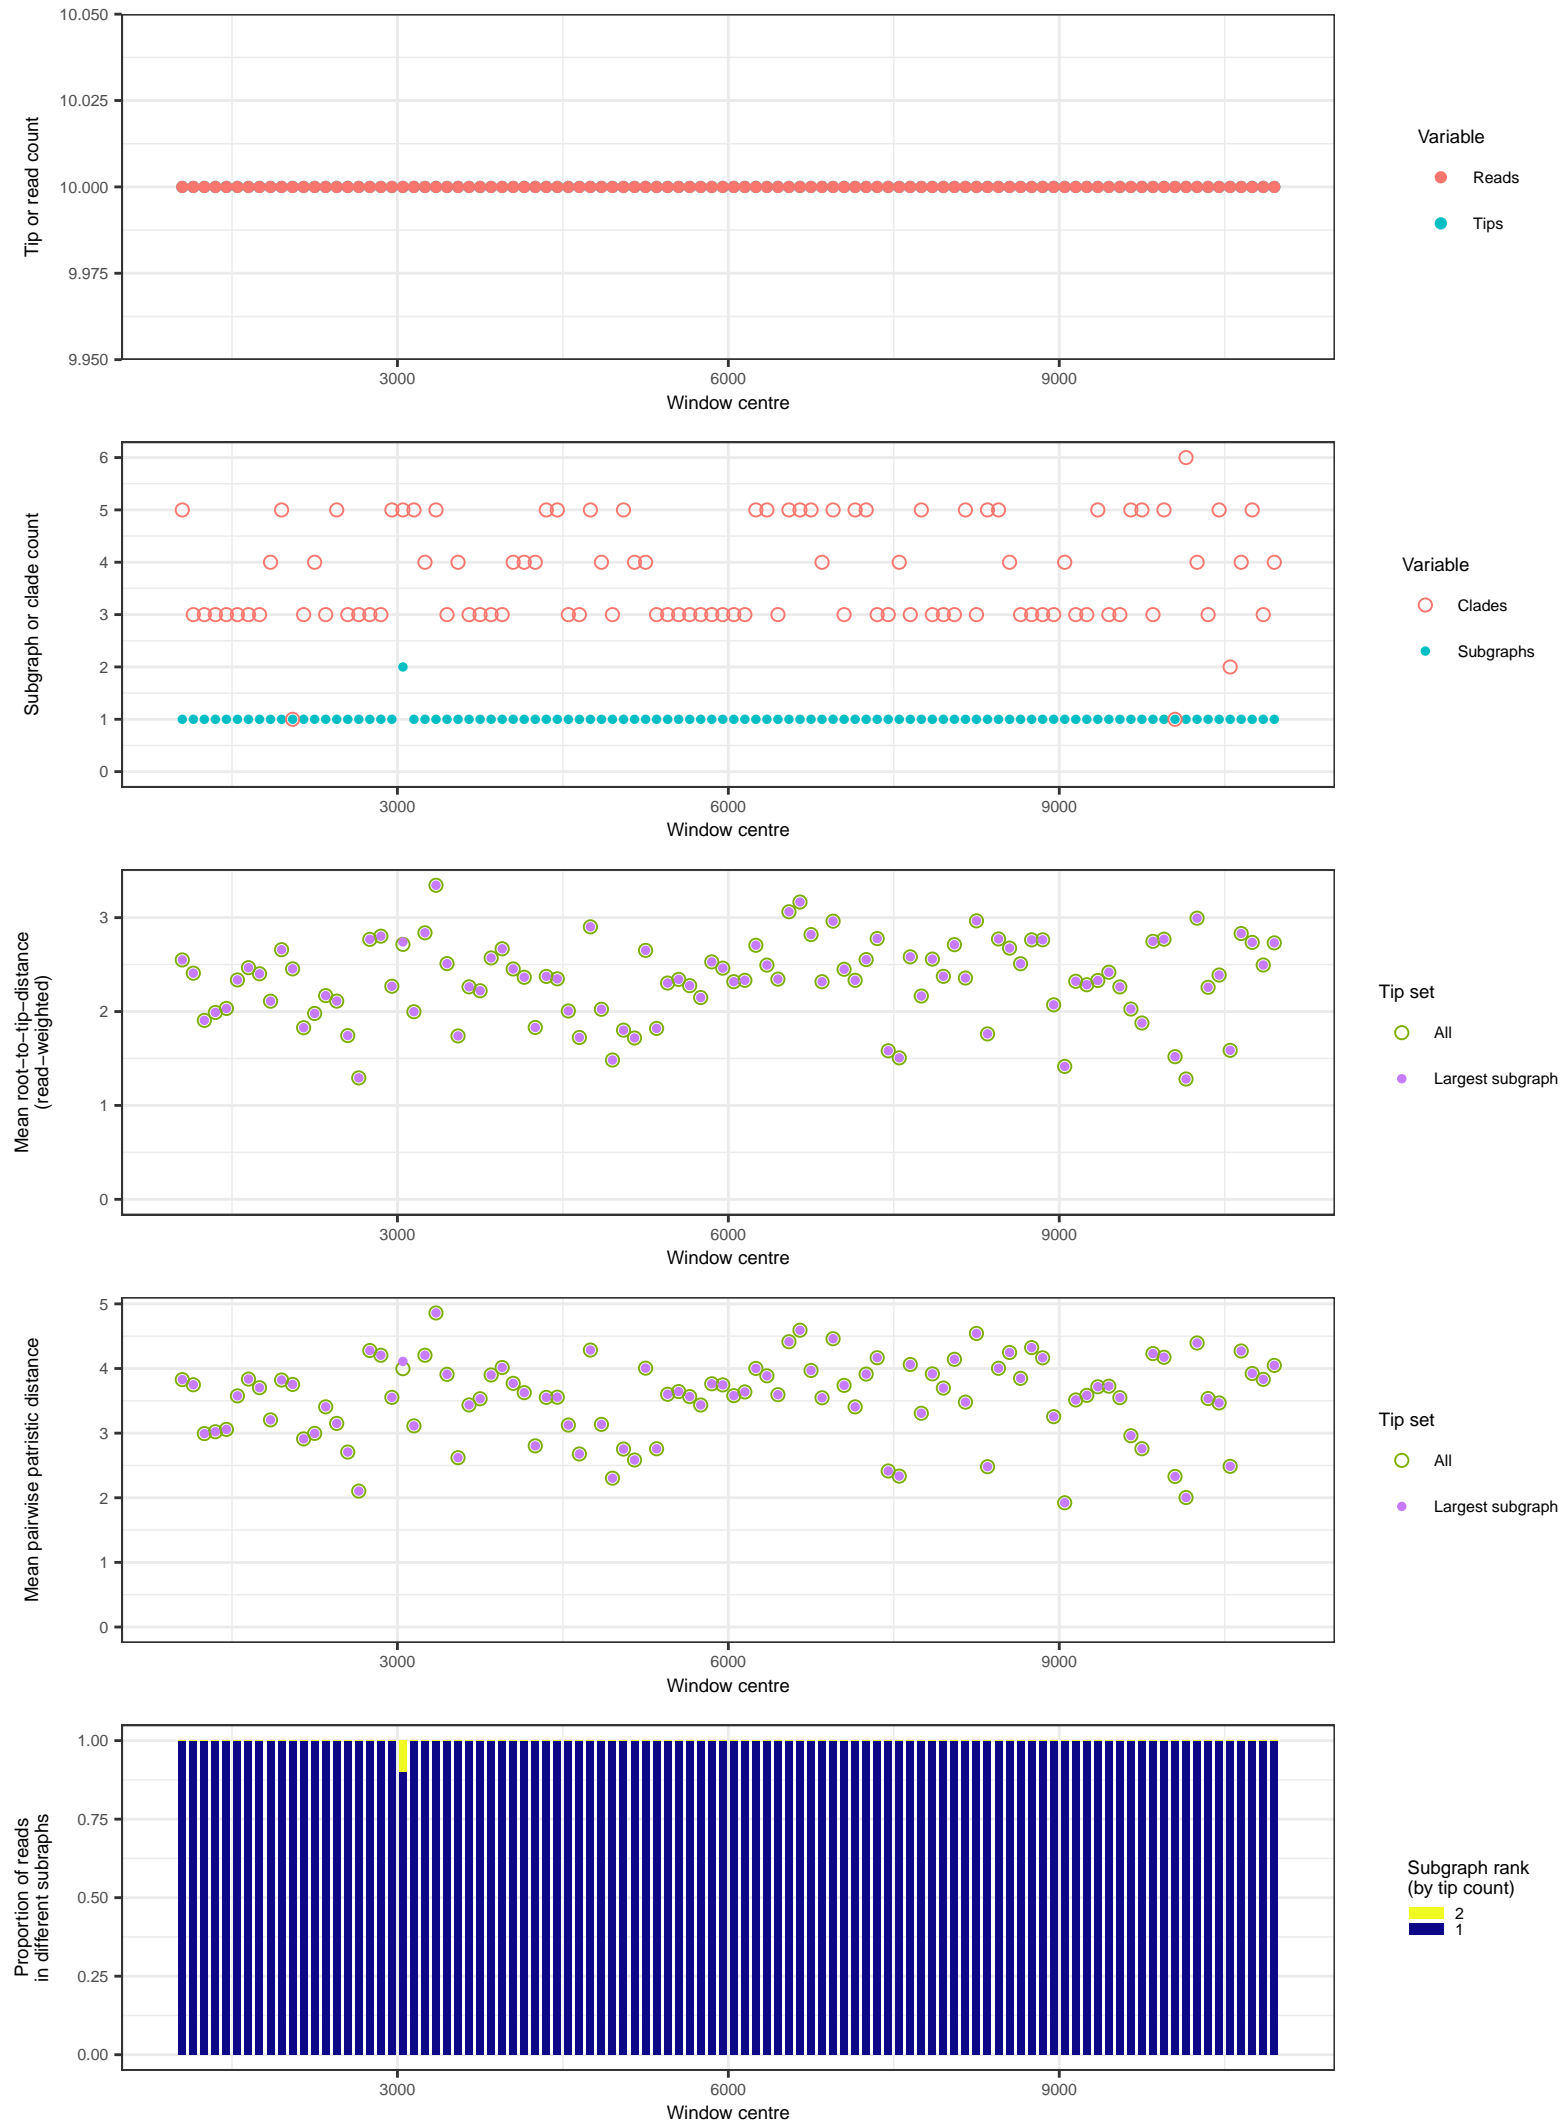 10.050
10.025
10.000
9.975
9.950
Tip or read count
3000 6000 9000
Window centre
Variable
Reads
Tips
6
5
4
3
2
1
0
Subgraph or clade count
3000 6000 9000
Window centre
Variable
Clades
Subgraphs
3
2
1
0
Mean root−to−tip−distance
(read−weighted)
3000 6000 9000
Window centre
Tip set
All
Largest subgraph
5
4
3
2
1
0
Mean pairwise patristic distance
3000 6000 9000
Window centre
Tip set
All
Largest subgraph
1.00
0.75
0.50
0.25
0.00
Proportion of reads
in different subraphs
3000 6000 9000
Window centre
Subgraph rank
(by tip count)
2
1